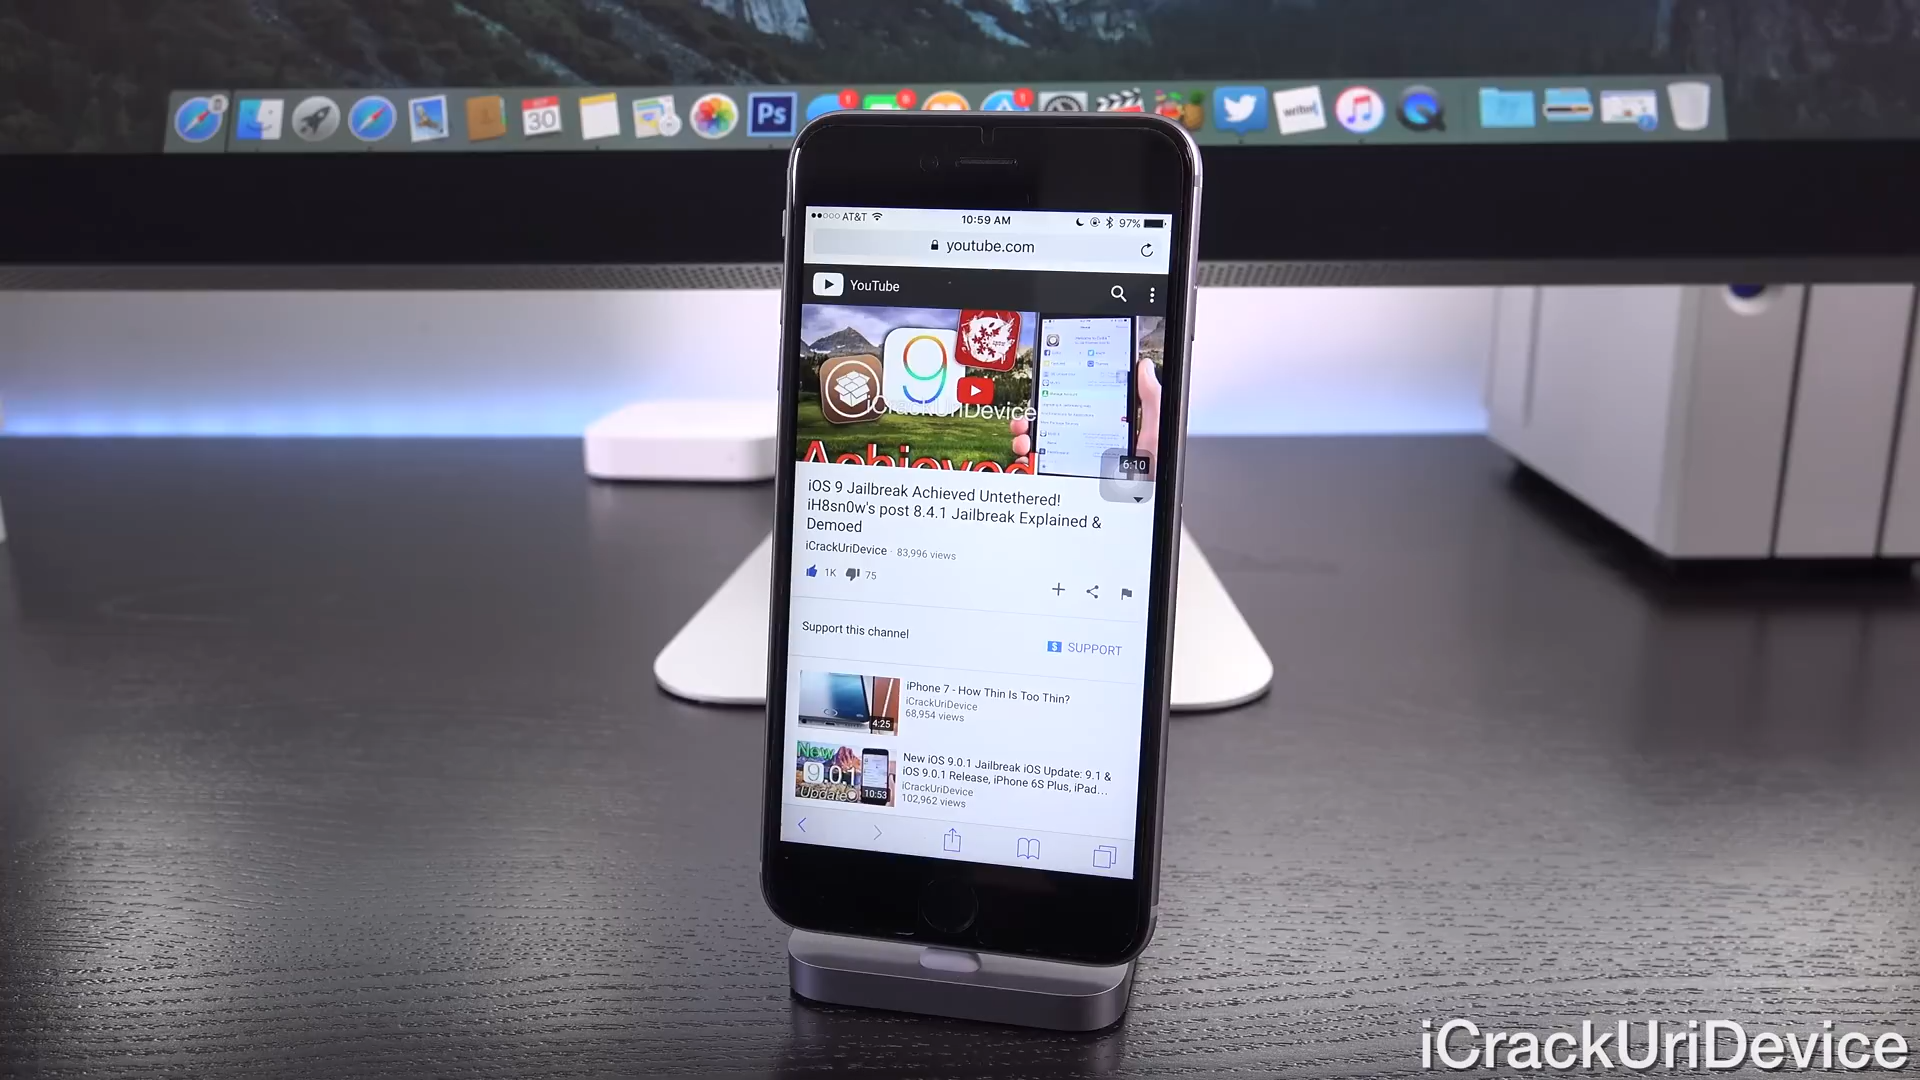 30
Ps
writer
AT&T
10:59 AM
97%
youtube.com
YouTube
9
iCrackUriDevice
Achieved
6:10
iOS 9 Jailbreak Achieved Untethered!
iH8sn0w's post 8.4.1 Jailbreak Explained &
Demoed
iCrackUriDevice · 83,996 views
1K 75
Support this channel
SUPPORT
iPhone 7 - How Thin Is Too Thin?
iCrackUriDevice
68,954 views
4:25
New
9.0.1
Update
10:53
New iOS 9.0.1 Jailbreak iOS Update: 9.1 &
iOS 9.0.1 Release, iPhone 6S Plus, iPad…
iCrackUriDevice
102,962 views
iCrackUriDevice